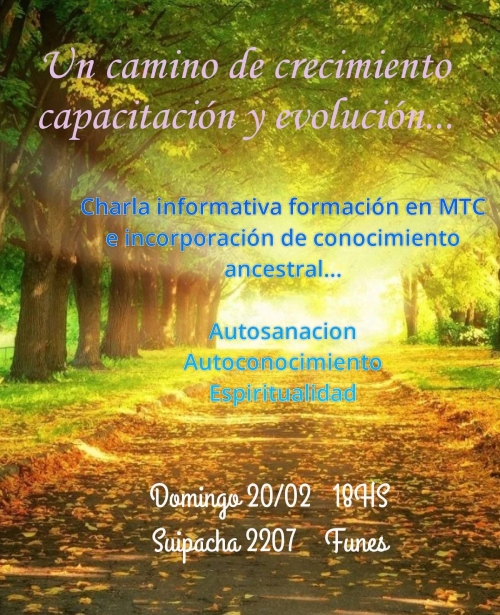 Un camino de crecimiento
capacitación y evolución...
Charla informativa formación en MTC
e incorporación de conocimiento
ancestral...
Autosanacion
Autoconocimiento
Espiritualidad
Domingo 20/02 18HS
Suipacha 2207 Funes